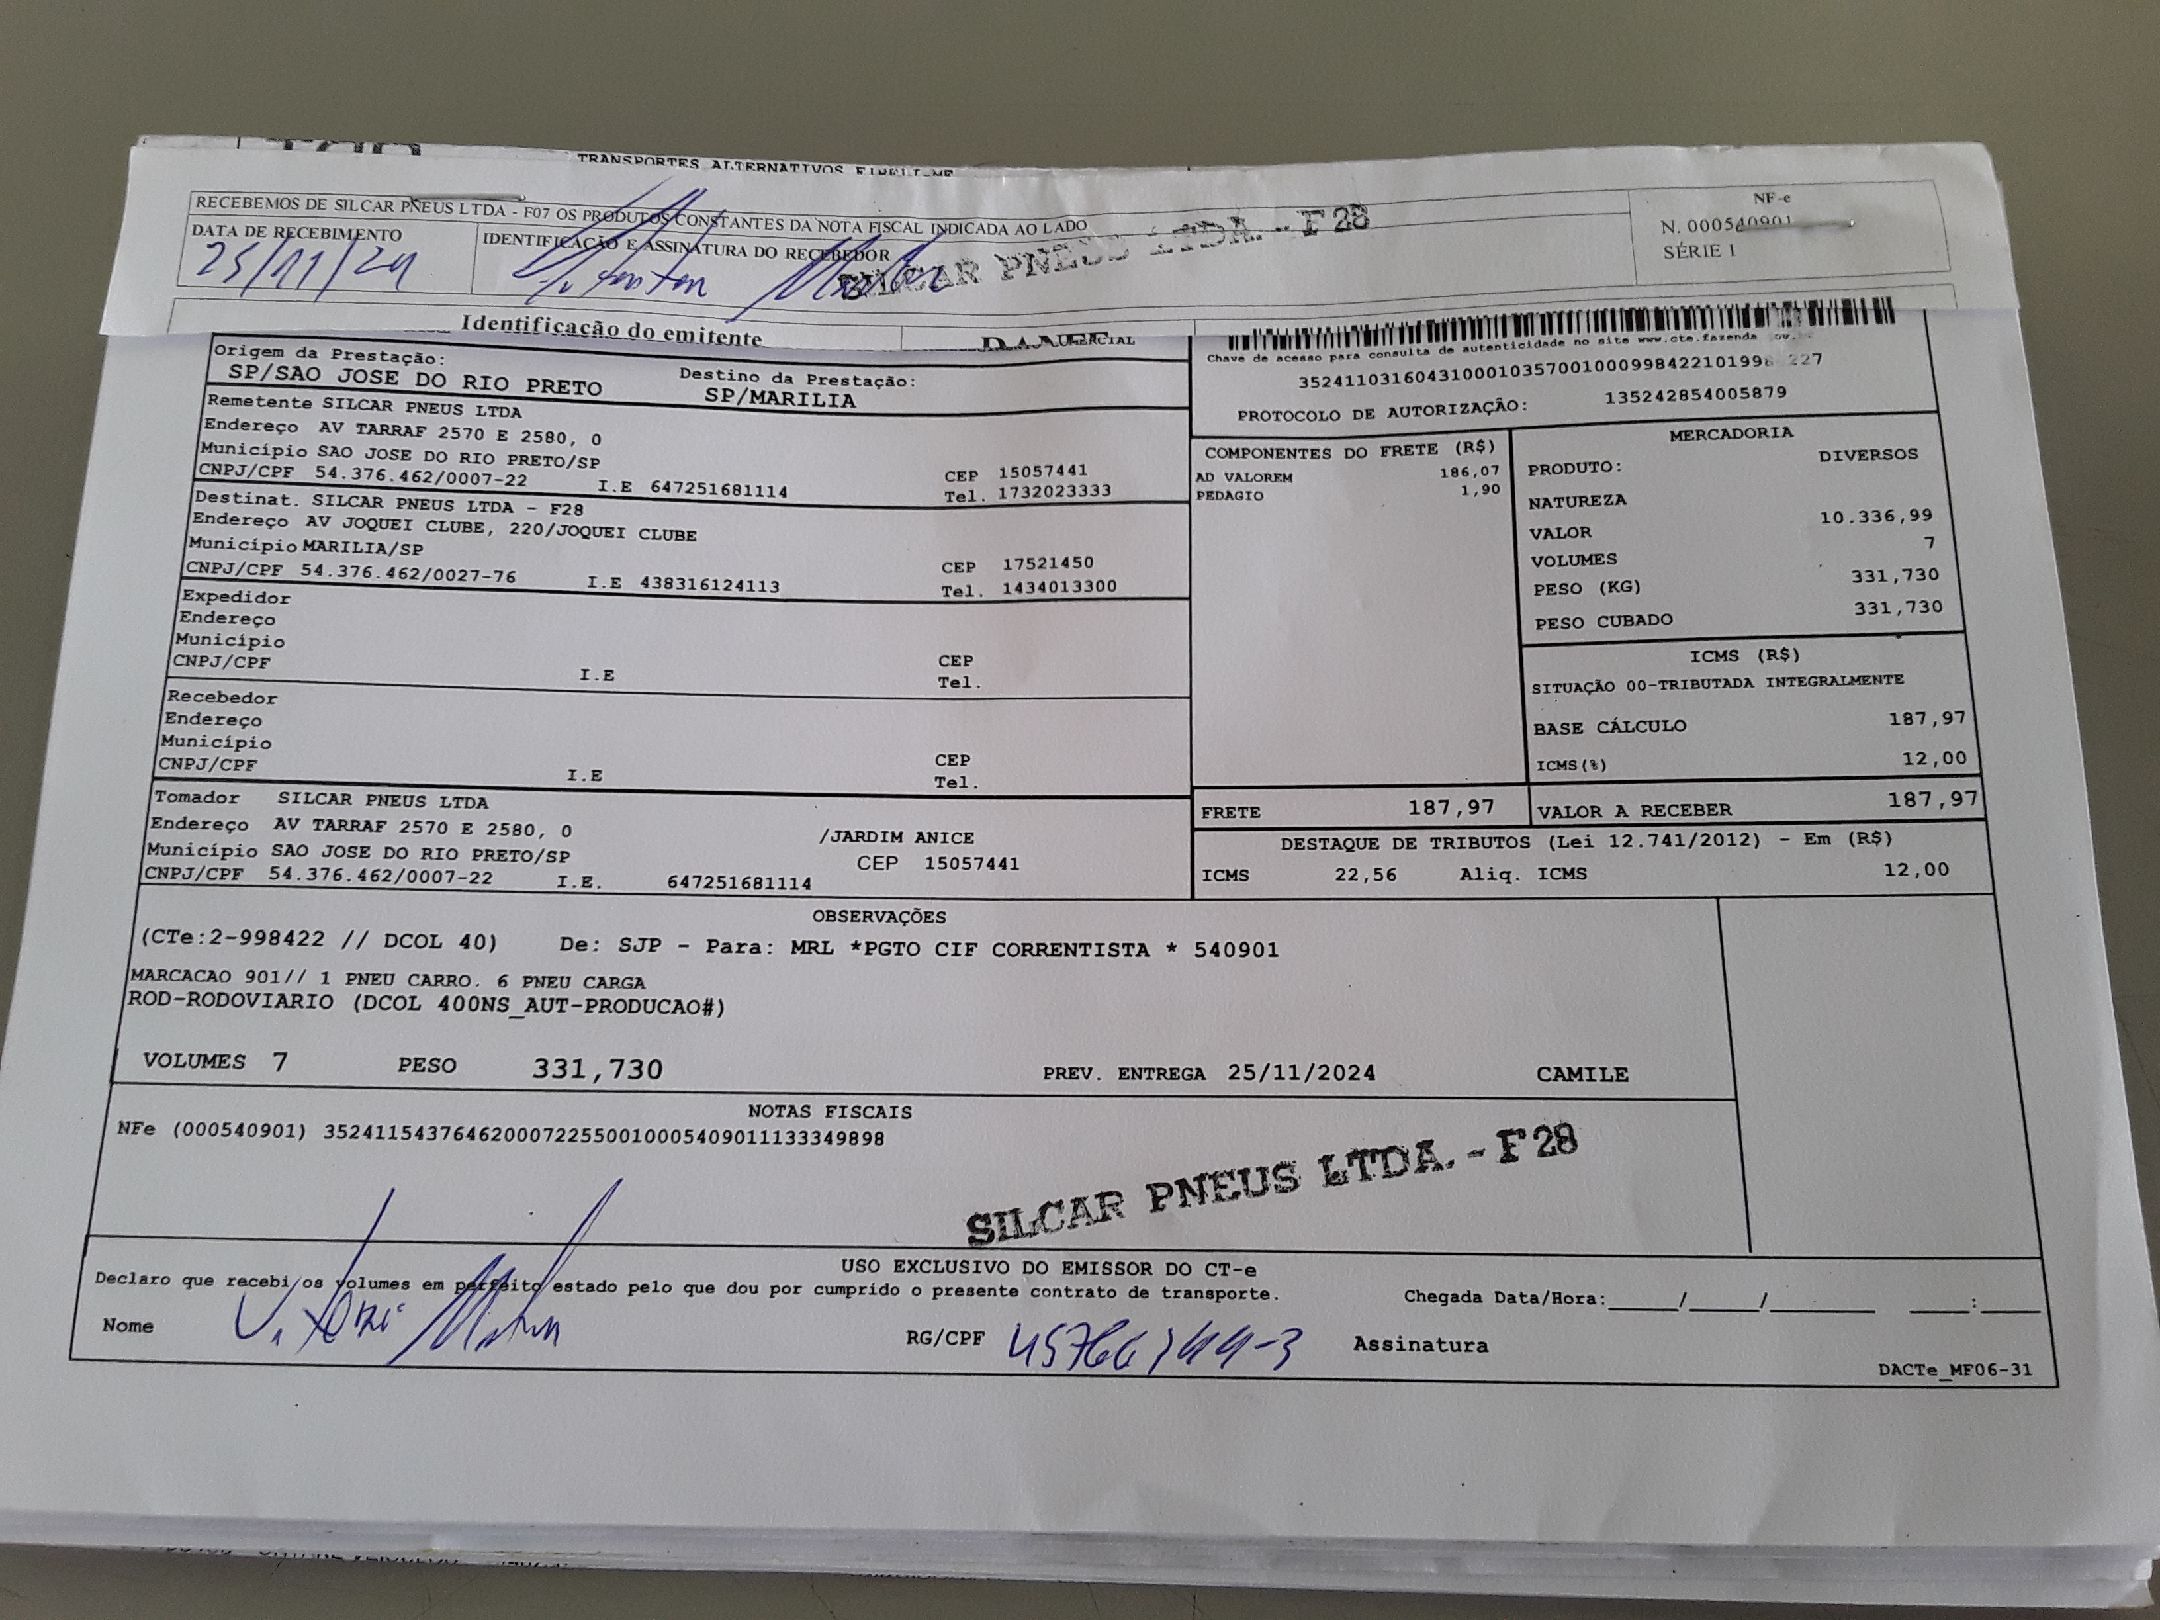 TRANSPORTES ALTERNATIVOS EIRELI-ME
RECEBEMOS DE SILCAR PNEUS LTDA - F07 OS PRODUTOS CONSTANTES DA NOTA FISCAL INDICADA AO LADO
NF-e
N. 000540901
SÉRIE 1
DATA DE RECEBIMENTO
25/11/24
IDENTIFICAÇÃO E ASSINATURA DO RECEBEDOR
SILCAR PNEUS LTDA. - F28
Identificação do emitente
DANFE
Chave de acesso para consulta de autenticidade no site www.cte.fazenda.gov.br
PROTOCOLO DE AUTORIZAÇÃO: 135242854005879
Origem da Prestação:
SP/SAO JOSE DO RIO PRETO
Destino da Prestação:
SP/MARILIA
Remetente SILCAR PNEUS LTDA
Endereço AV TARRAF 2570 E 2580, 0
Município SAO JOSE DO RIO PRETO/SP CEP 15057441
CNPJ/CPF 54.376.462/0007-22 I.E 647251681114 Tel. 1732023333
Destinat. SILCAR PNEUS LTDA - F28
Endereço AV JOQUEI CLUBE, 220/JOQUEI CLUBE
Município MARILIA/SP CEP 17521450
CNPJ/CPF 54.376.462/0027-76 I.E 438316124113 Tel. 1434013300
Expedidor
Endereço
Município CEP
CNPJ/CPF I.E Tel.
Recebedor
Endereço
Município CEP
CNPJ/CPF I.E Tel.
Tomador SILCAR PNEUS LTDA
Endereço AV TARRAF 2570 E 2580, 0 /JARDIM ANICE
Município SAO JOSE DO RIO PRETO/SP CEP 15057441
CNPJ/CPF 54.376.462/0007-22 I.E. 647251681114
COMPONENTES DO FRETE (R$)
AD VALOREM 186,07
PEDAGIO 1,90
MERCADORIA
PRODUTO: DIVERSOS
NATUREZA
VALOR 10.336,99
VOLUMES 7
PESO (KG) 331,730
PESO CUBADO 331,730
ICMS (R$)
SITUAÇÃO 00-TRIBUTADA INTEGRALMENTE
BASE CÁLCULO 187,97
ICMS(%) 12,00
FRETE 187,97
VALOR A RECEBER 187,97
DESTAQUE DE TRIBUTOS (Lei 12.741/2012) - Em (R$)
ICMS 22,56 Aliq. ICMS 12,00
OBSERVAÇÕES
(CTe:2-998422 // DCOL 40) De: SJP - Para: MRL *PGTO CIF CORRENTISTA * 540901
MARCACAO 901// 1 PNEU CARRO. 6 PNEU CARGA
ROD-RODOVIARIO (DCOL 400NS_AUT-PRODUCAO#)
VOLUMES 7 PESO 331,730 PREV. ENTREGA 25/11/2024 CAMILE
NOTAS FISCAIS
NFe (000540901) 35241154376462000722550010005409011133349898
SILCAR PNEUS LTDA. - F28
USO EXCLUSIVO DO EMISSOR DO CT-e
Declaro que recebi os volumes em perfeito estado pelo que dou por cumprido o presente contrato de transporte.
Chegada Data/Hora:____/____/______ ___:___
Nome
RG/CPF
Assinatura
DACTe_MF06-31